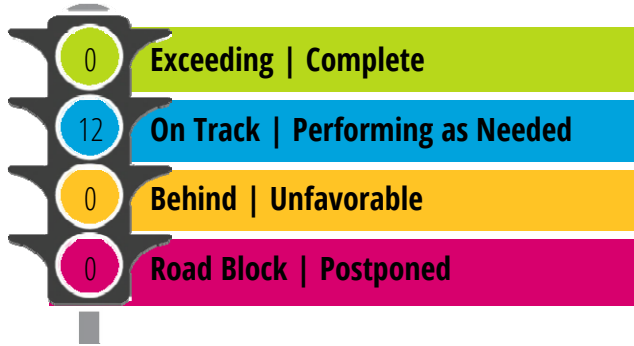 0 Exceeding | Complete
12 On Track | Performing as Needed
0 Behind | Unfavorable
0 Road Block | Postponed